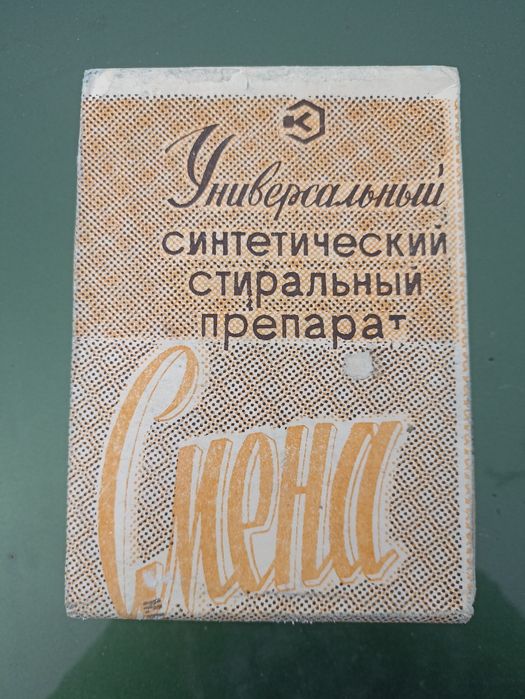 Универсальный
синтетический
стиральный
препарат
Смена